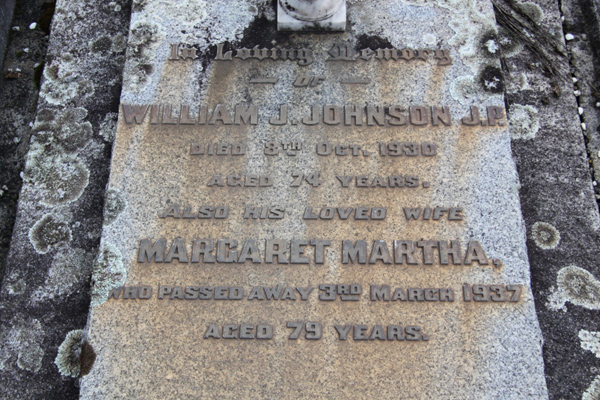 In Loving Memory
— OF —
WILLIAM J. JOHNSON J.P.
DIED 8TH OCT. 1930
AGED 74 YEARS.
ALSO HIS LOVED WIFE
MARGARET MARTHA,
WHO PASSED AWAY 3RD MARCH 1937
AGED 79 YEARS.